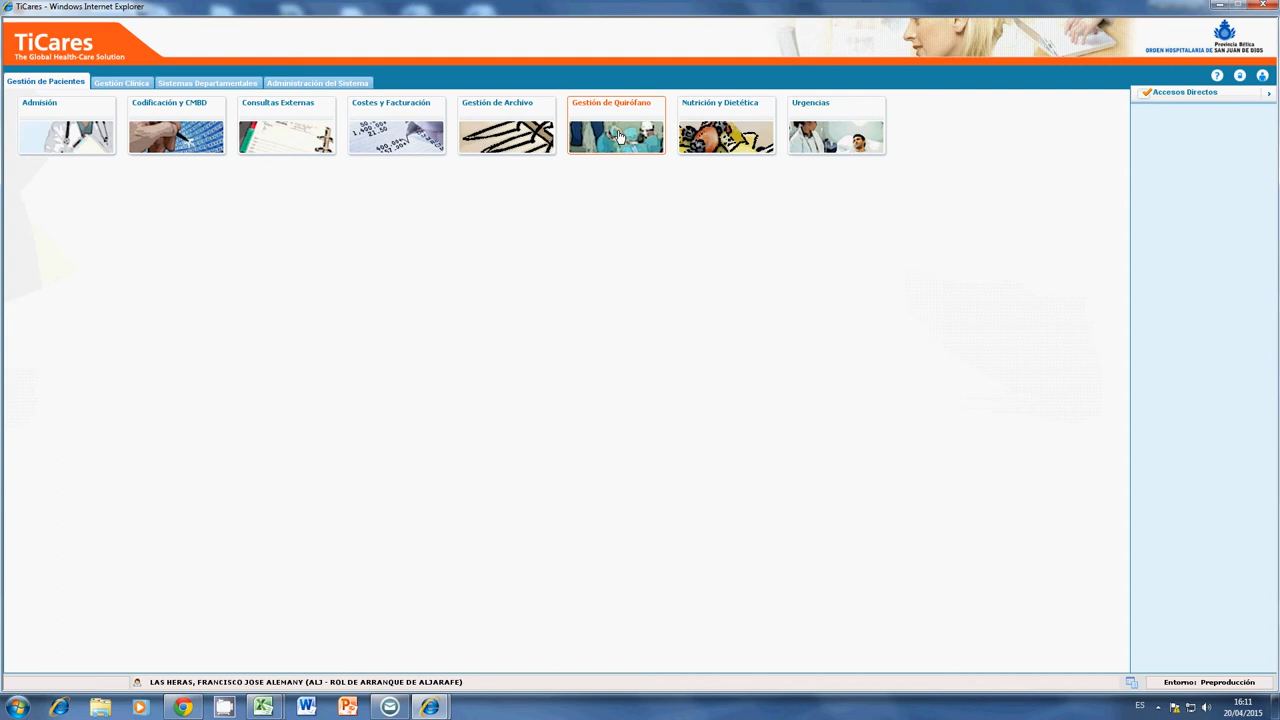 TiCares - Windows Internet Explorer
TiCares
The Global Health-Care Solution
Provincia Bética
ORDEN HOSPITALARIA DE SAN JUAN DE DIOS
Gestión de Pacientes
Gestión Clínica
Sistemas Departamentales
Administración del Sistema
?
Accesos Directos
Admisión
Codificación y CMBD
Consultas Externas
Costes y Facturación
Gestión de Archivo
Gestión de Quirófano
Nutrición y Dietética
Urgencias
LAS HERAS, FRANCISCO JOSE ALEMANY (ALJ - ROL DE ARRANQUE DE ALJARAFE)
Entorno: Preproducción
ES
16:11
20/04/2015